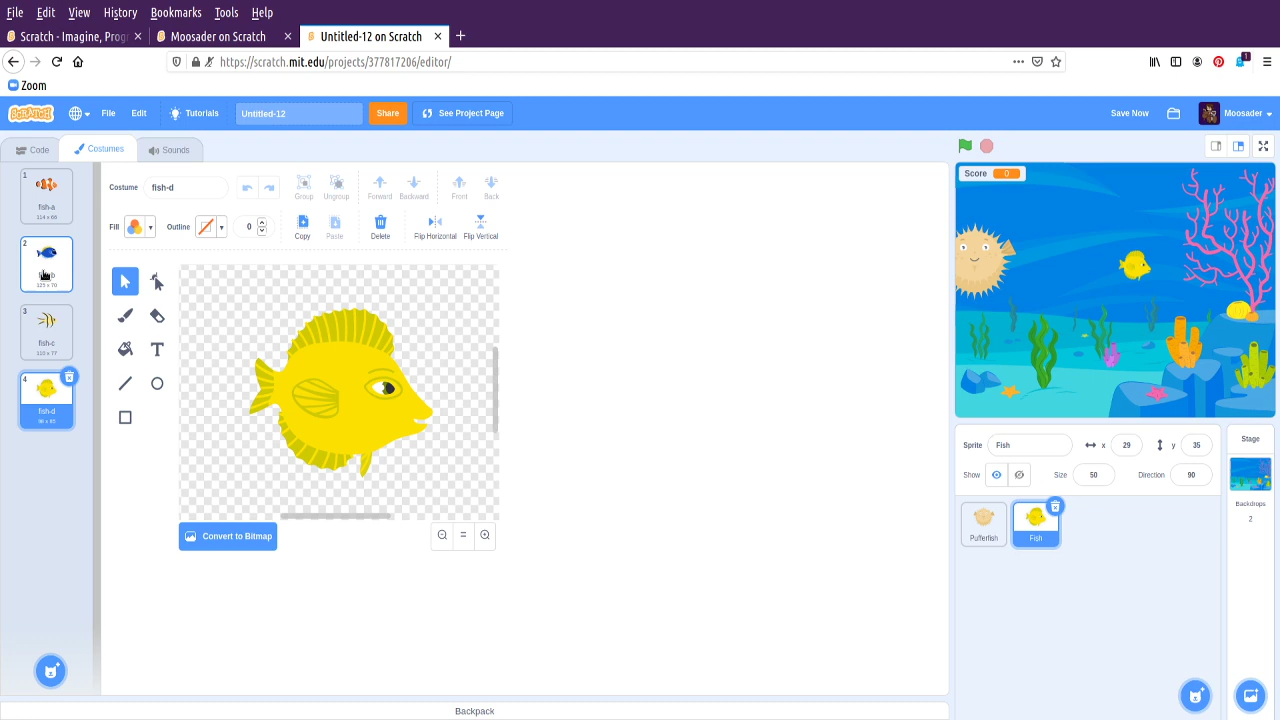 File Edit View History Bookmarks Tools Help
Scratch - Imagine, Progr Moosader on Scratch Untitled-12 on Scratch
https://scratch.mit.edu/projects/377817206/editor/
1
Zoom
SCRATCH File Edit Tutorials Untitled-12 Share See Project Page Save Now Moosader
Code Costumes Sounds
1
fish-a
114 x 66
2
125 x 70
3
fish-c
4
fish-d
Costume fish-d Group Ungroup Forward Backward Front Back
Fill Outline 0 Copy Paste Delete Flip Horizontal Flip Vertical
T
Convert to Bitmap
Score 0
Sprite Fish x 29 y 35
Show Size 50 Direction 90
Pufferfish Fish
Stage
Backdrops
2
Backpack